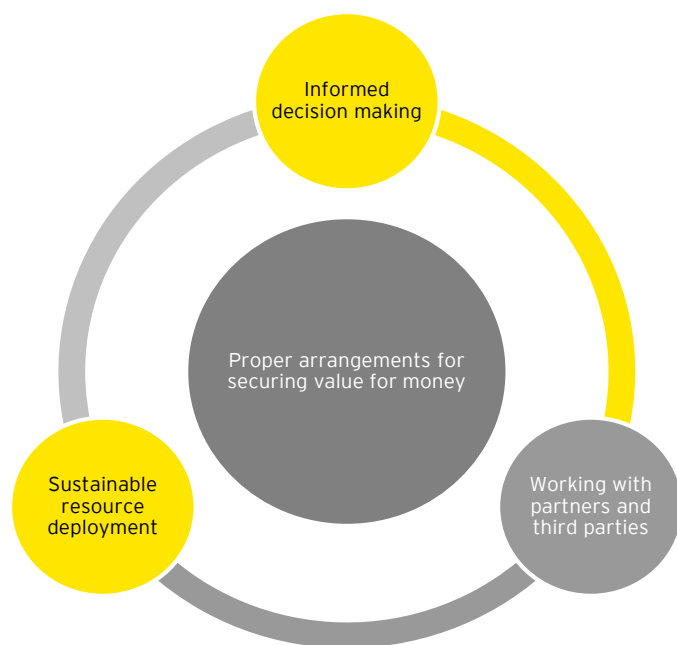 Informed
decision making
Proper arrangements for
securing value for money
Sustainable
resource
deployment
Working with
partners and
third parties